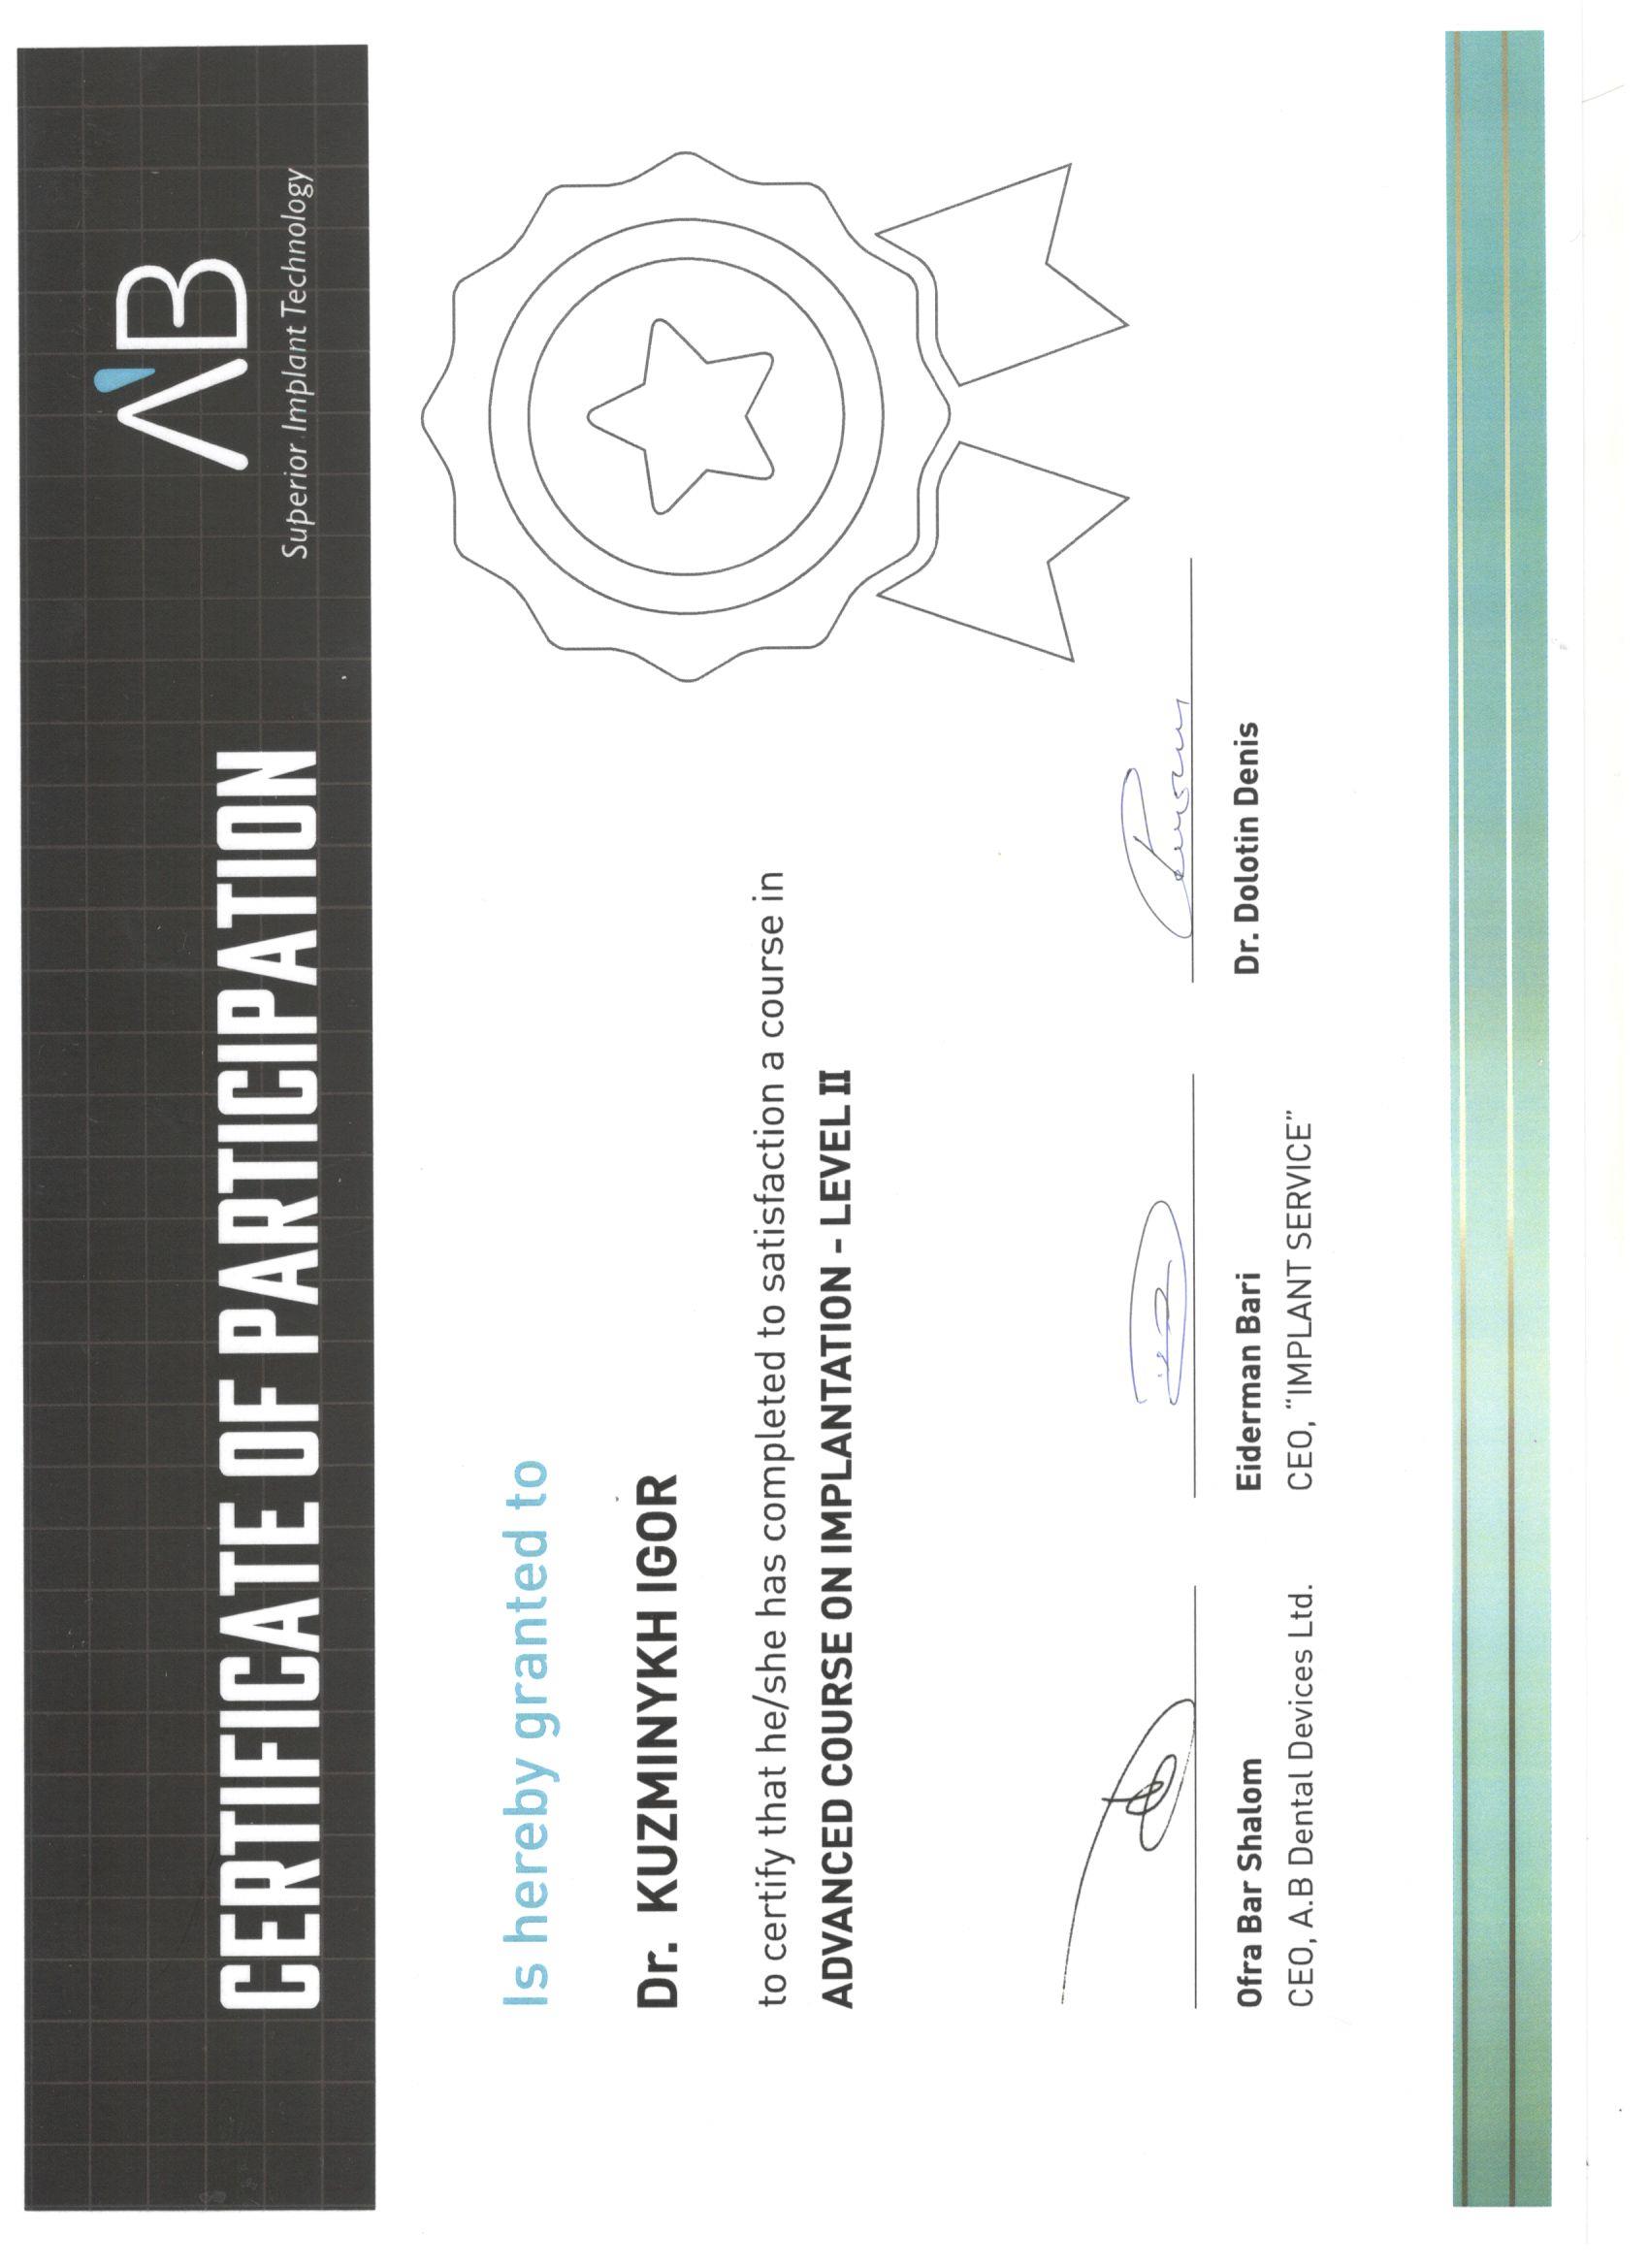 CERTIFICATE OF PARTICIPATION
AB
Superior Implant Technology
Is hereby granted to
Dr. KUZMINYKH IGOR
to certify that he/she has completed to satisfaction a course in
ADVANCED COURSE ON IMPLANTATION - LEVEL II
Ofra Bar Shalom
CEO, A.B Dental Devices Ltd.
Eiderman Bari
CEO, “IMPLANT SERVICE”
Dr. Dolotin Denis